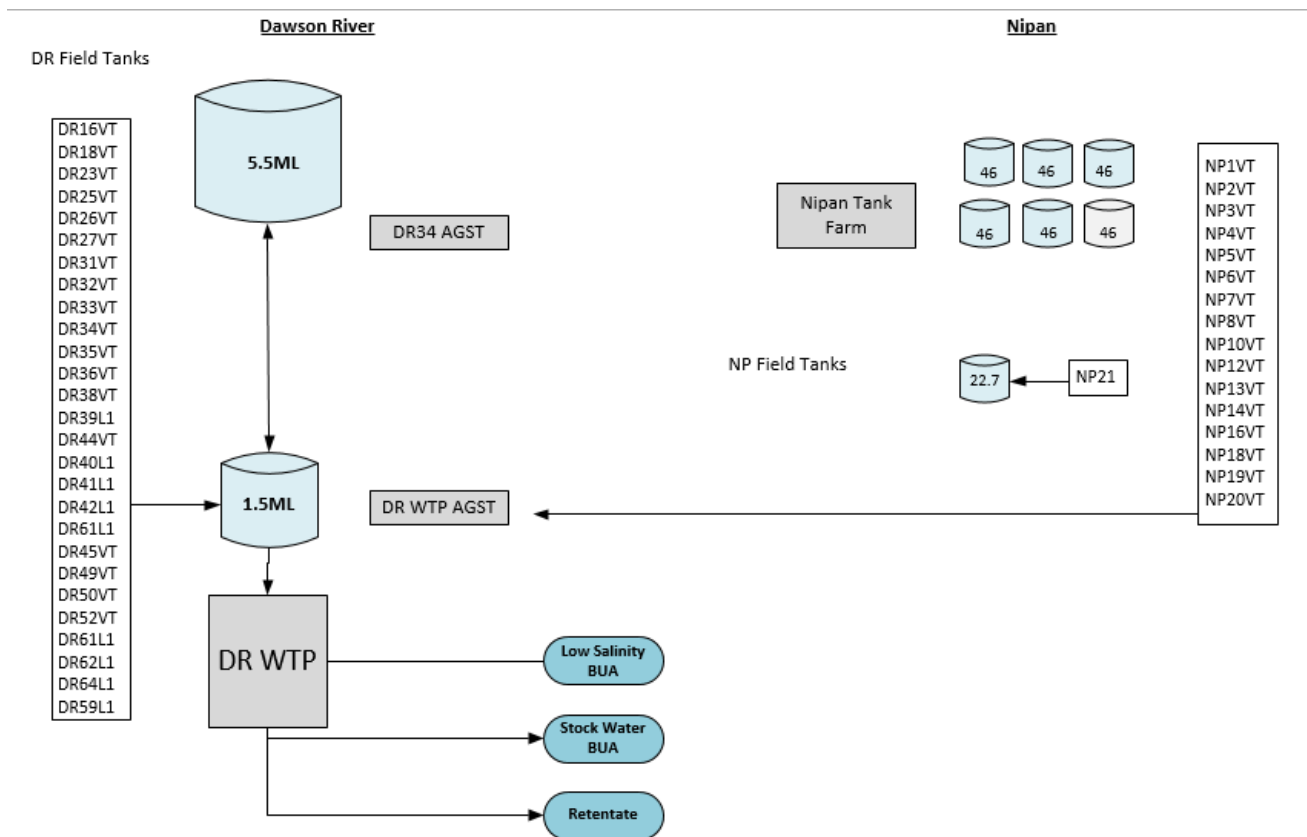 Dawson River
Nipan
DR Field Tanks
DR16VT
DR18VT
DR23VT
DR25VT
DR26VT
DR27VT
DR31VT
DR32VT
DR33VT
DR34VT
DR35VT
DR36VT
DR38VT
DR39L1
DR44VT
DR40L1
DR41L1
DR42L1
DR61L1
DR45VT
DR49VT
DR50VT
DR52VT
DR61L1
DR62L1
DR64L1
DR59L1
5.5ML
DR34 AGST
1.5ML
DR WTP AGST
DR WTP
Low Salinity
BUA
Stock Water
BUA
Retentate
Nipan Tank
Farm
46 46 46
46 46 46
NP Field Tanks
22.7
NP21
NP1VT
NP2VT
NP3VT
NP4VT
NP5VT
NP6VT
NP7VT
NP8VT
NP10VT
NP12VT
NP13VT
NP14VT
NP16VT
NP18VT
NP19VT
NP20VT